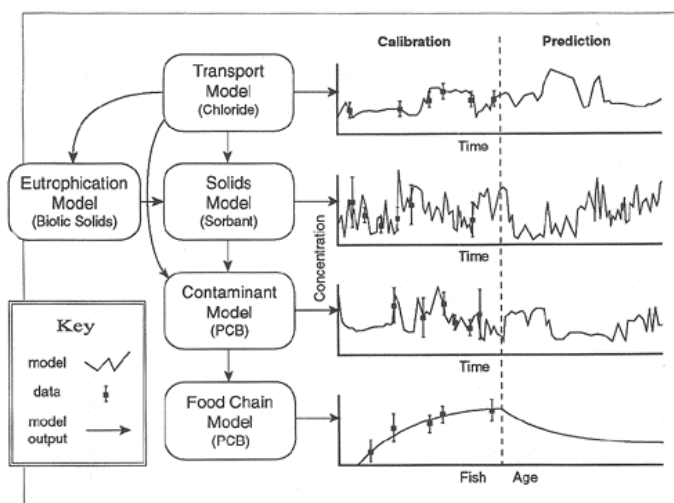 Calibration
Prediction
Transport
Model
(Chloride)
Time
Eutrophication
Model
(Biotic Solids)
Solids
Model
(Sorbant)
Concentration
Time
Contaminant
Model
(PCB)
Time
Food Chain
Model
(PCB)
Fish Age
Key
model
data
model
output